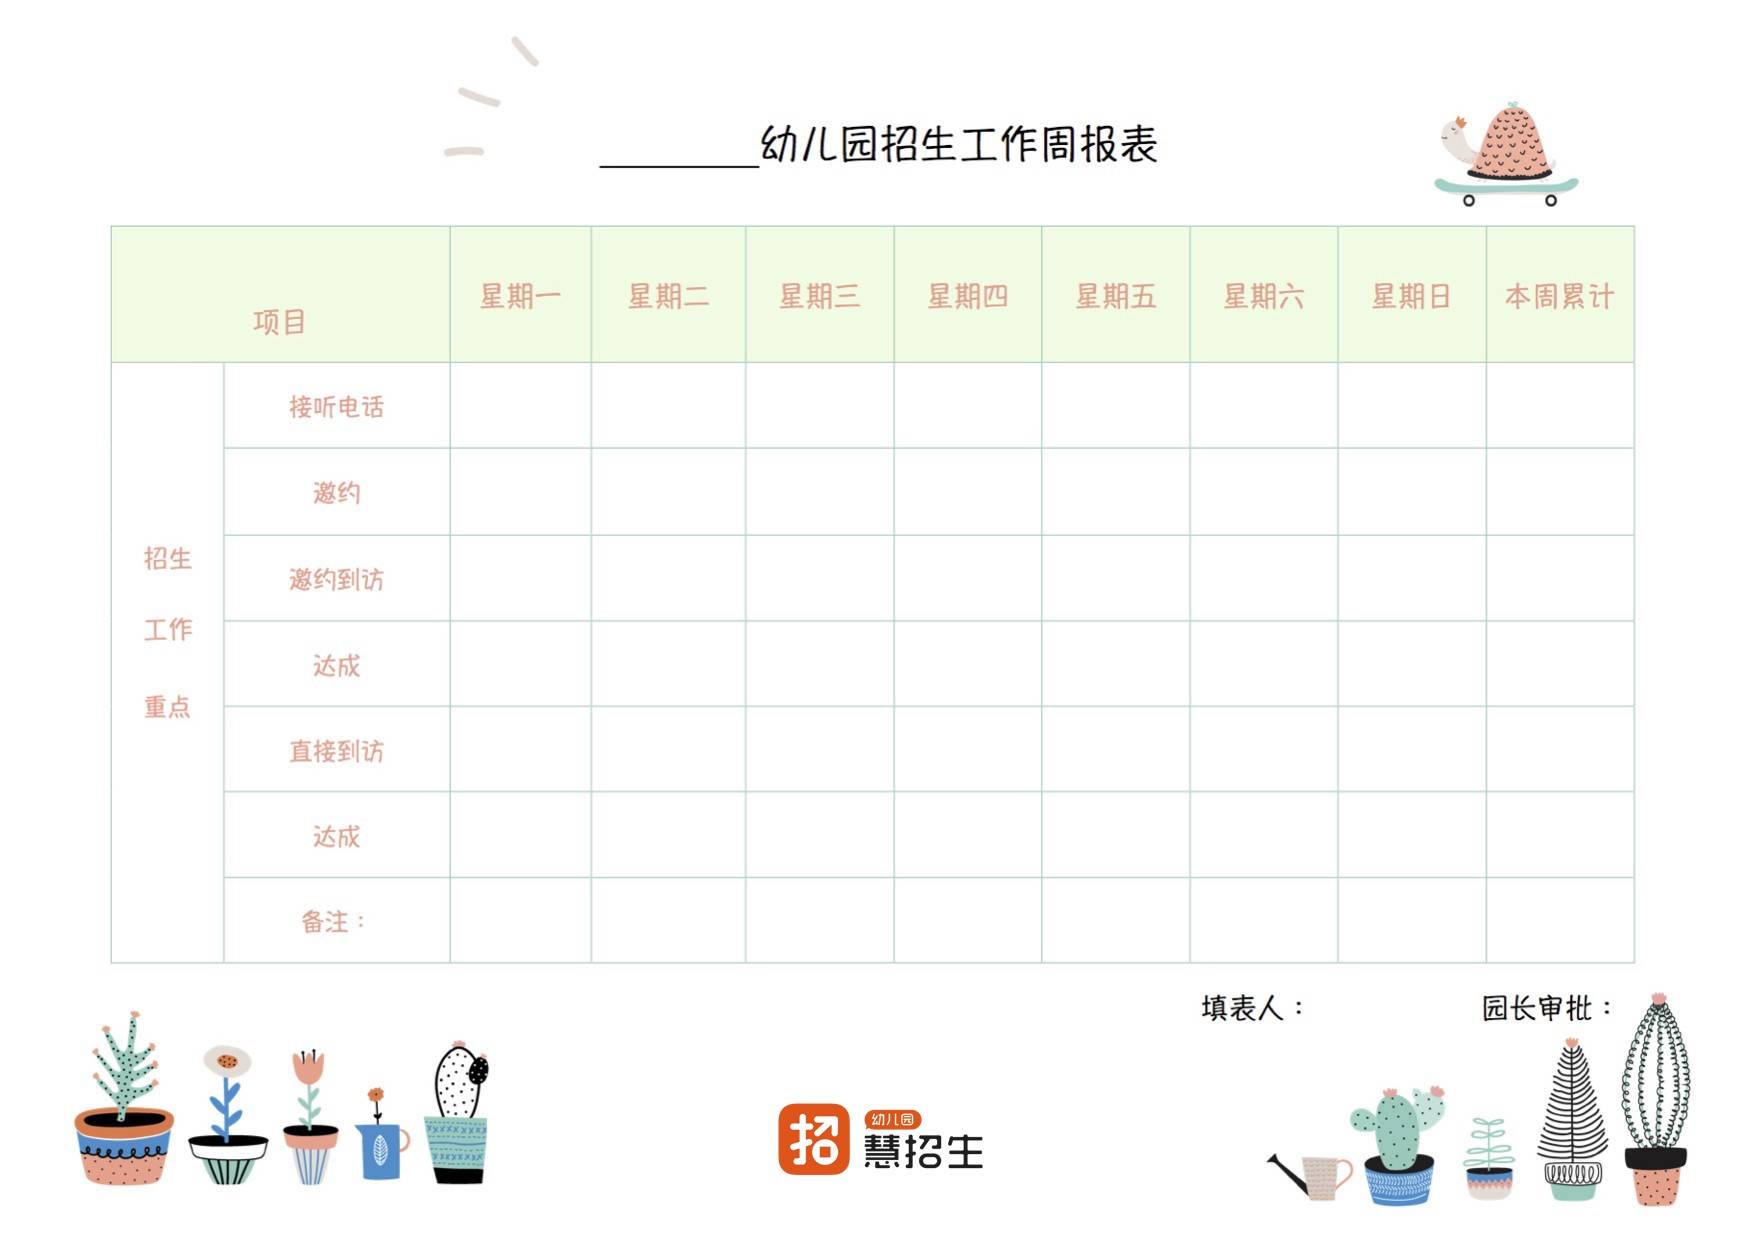 ________幼儿园招生工作周报表
项目 星期一 星期二 星期三 星期四 星期五 星期六 星期日 本周累计
招生
工作
重点
接听电话
邀约
邀约到访
达成
直接到访
达成
备注：
填表人： 园长审批：
招 幼儿园
慧招生